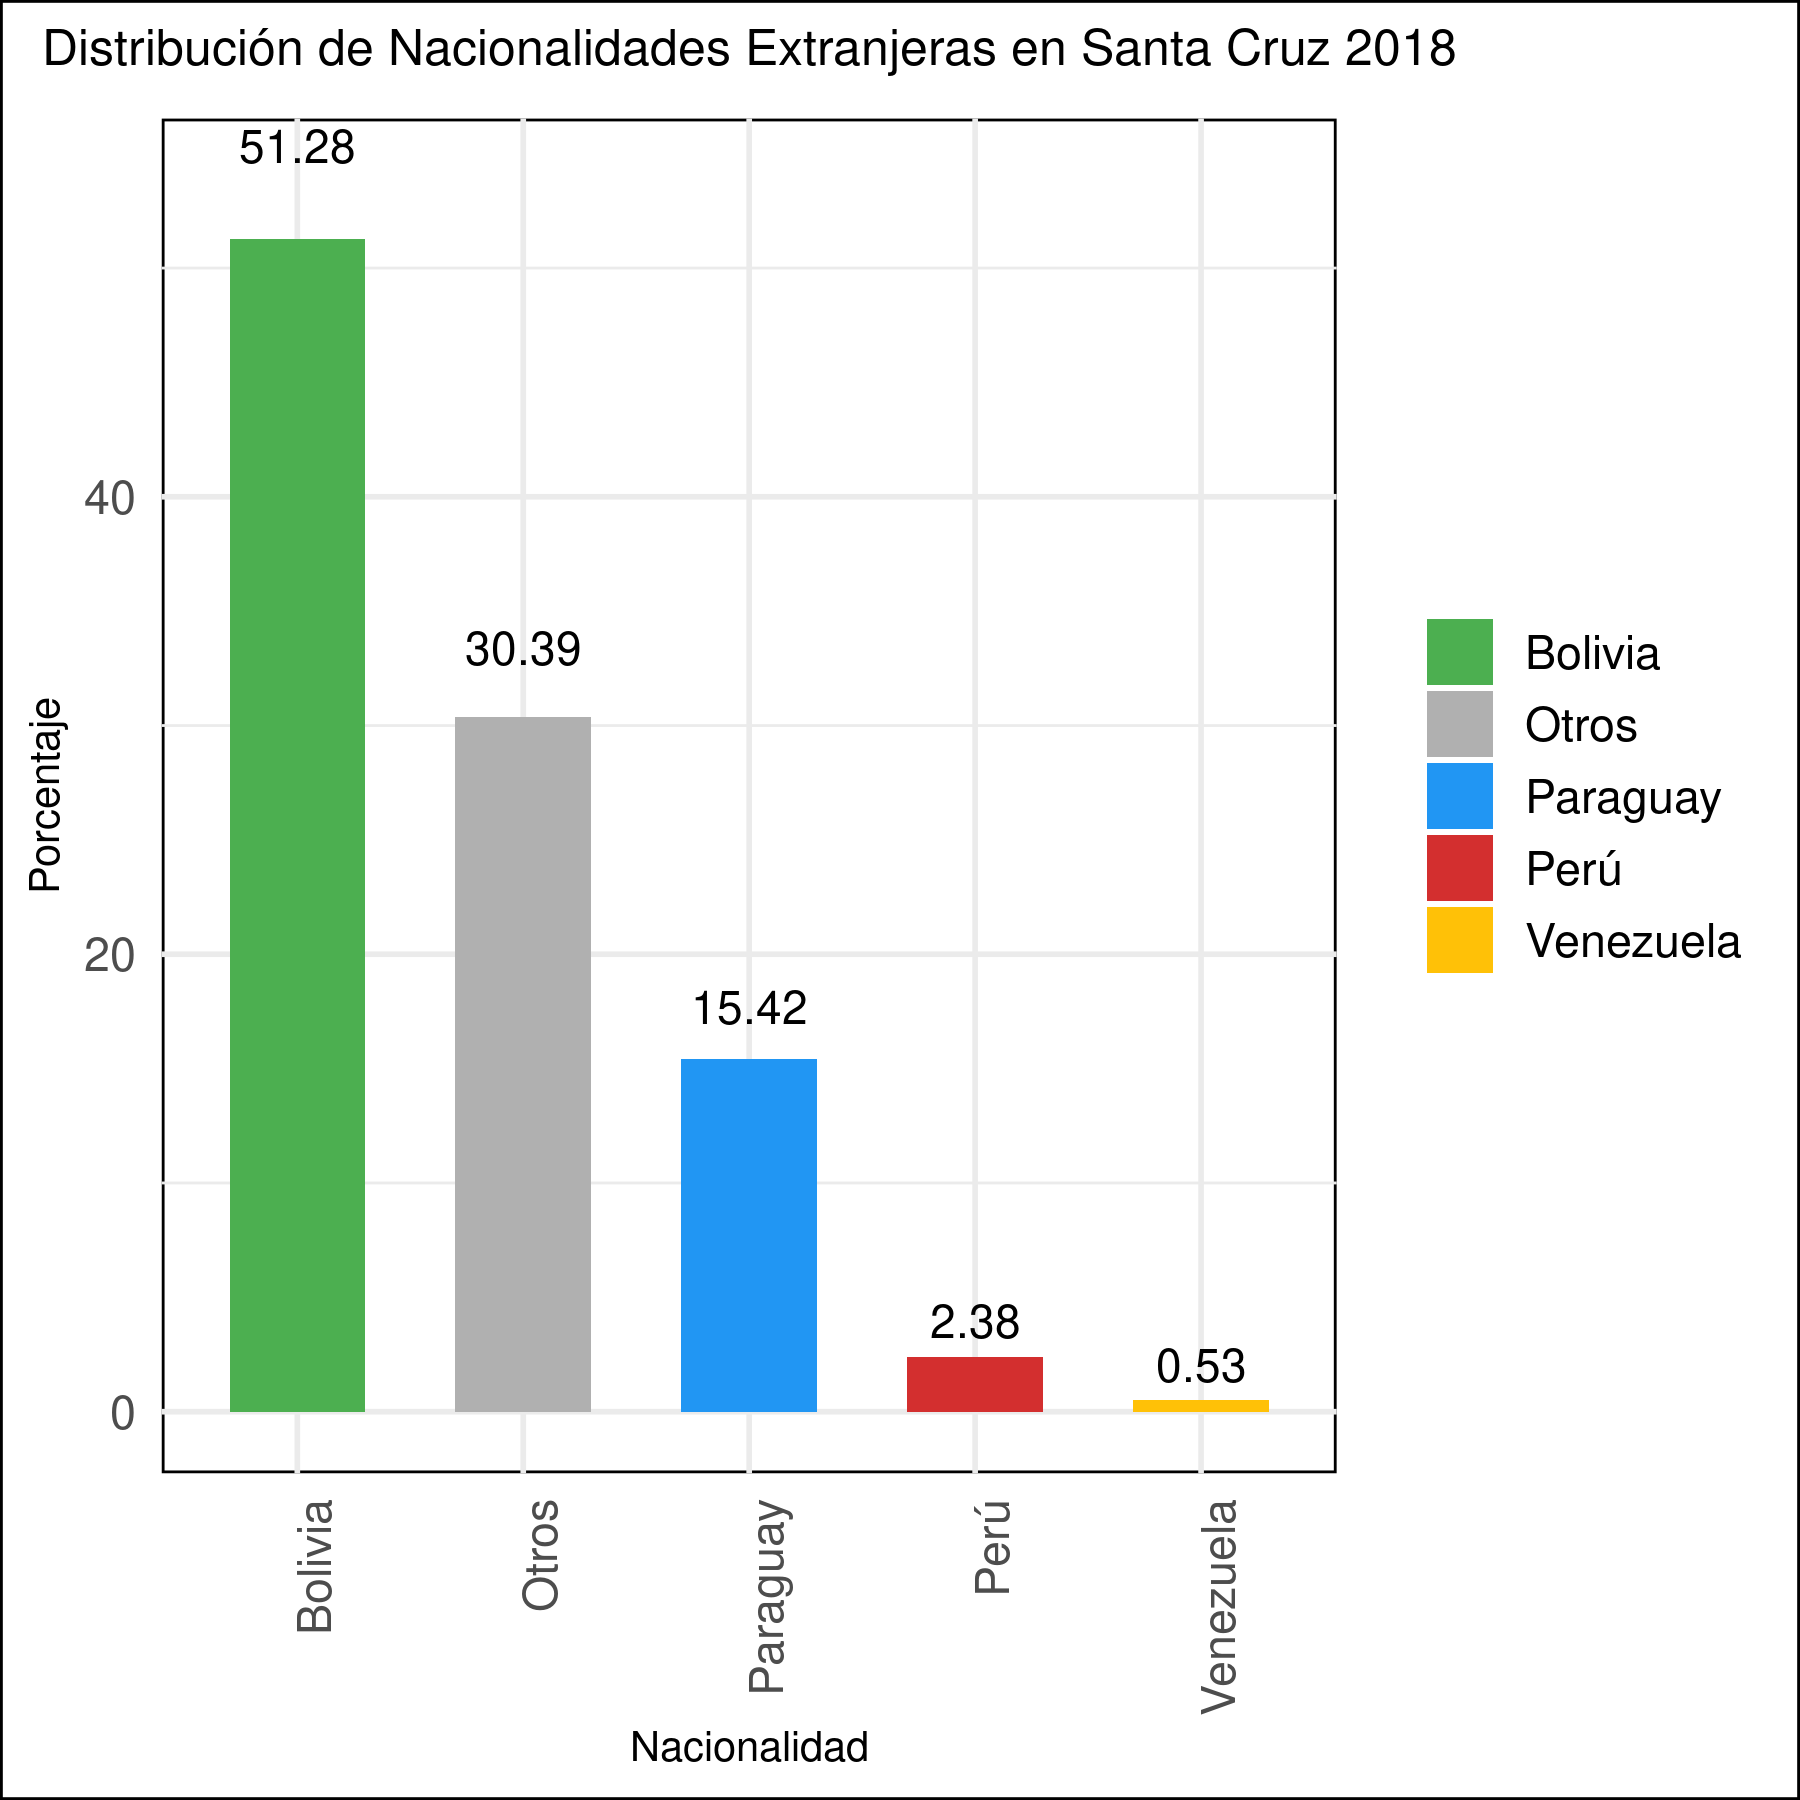 Distribución de Nacionalidades Extranjeras en Santa Cruz 2018
51.28
30.39
15.42
2.38
0.53
40
20
0
Porcentaje
Bolivia
Otros
Paraguay
Perú
Venezuela
Nacionalidad
Bolivia
Otros
Paraguay
Perú
Venezuela